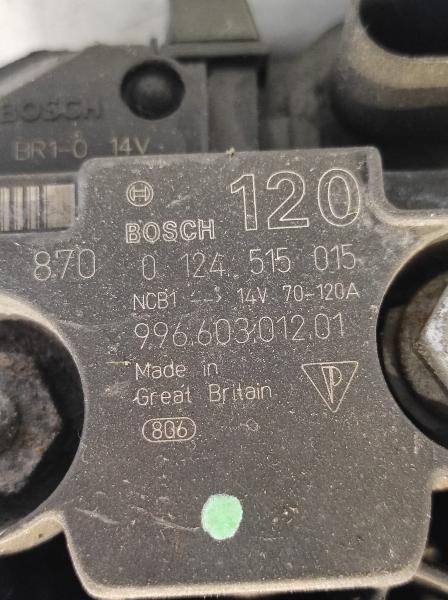 BOSCH
BR1-0 14V
BOSCH 120
870 0 124 515 015
NCB1 <--> 14V 70-120A
996.603.012.01
Made in
Great Britain
806